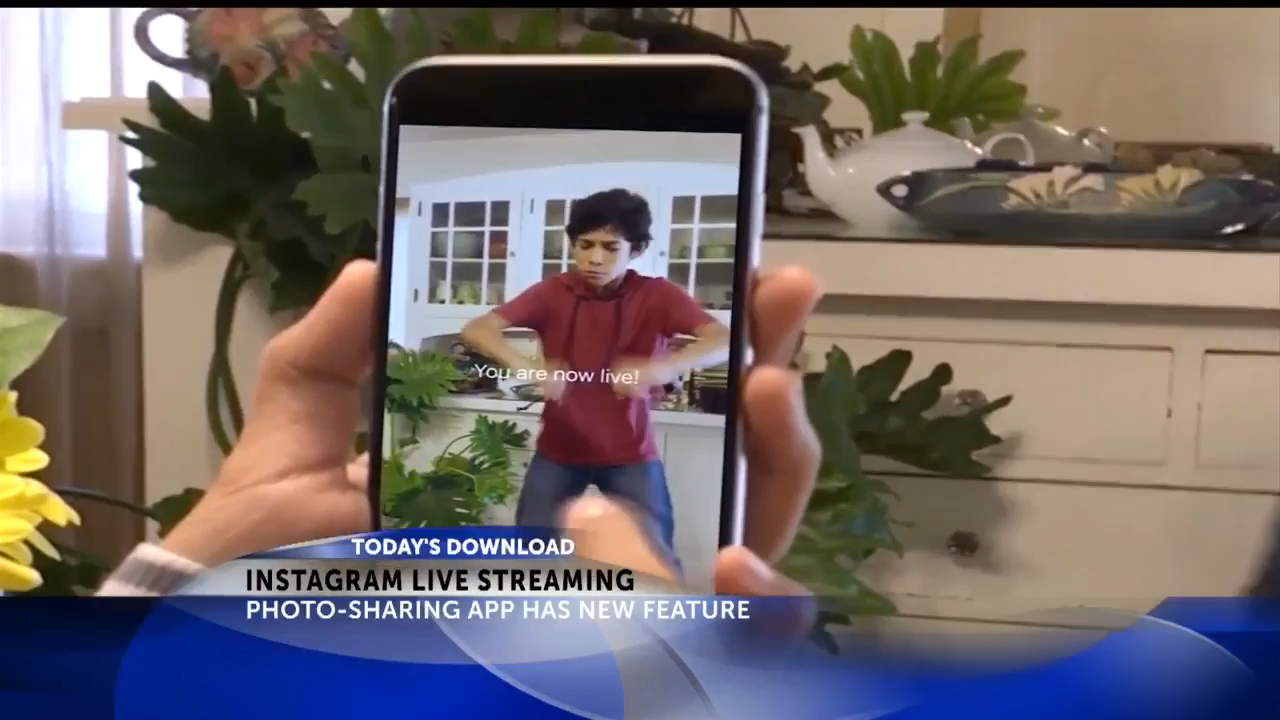 You are now live!
TODAY'S DOWNLOAD
INSTAGRAM LIVE STREAMING
PHOTO-SHARING APP HAS NEW FEATURE